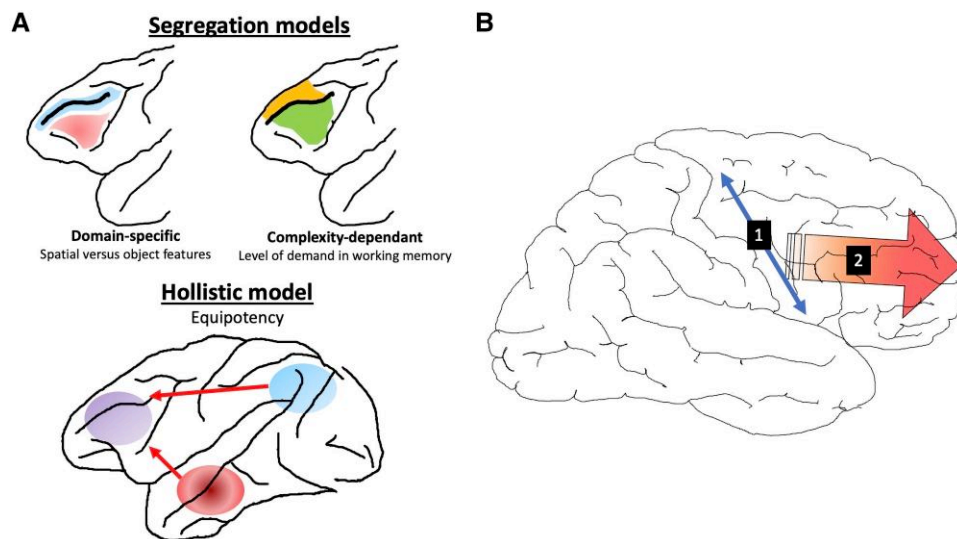 A
Segregation models
Domain-specific
Spatial versus object features
Complexity-dependant
Level of demand in working memory
Hollistic model
Equipotency
B
1
2